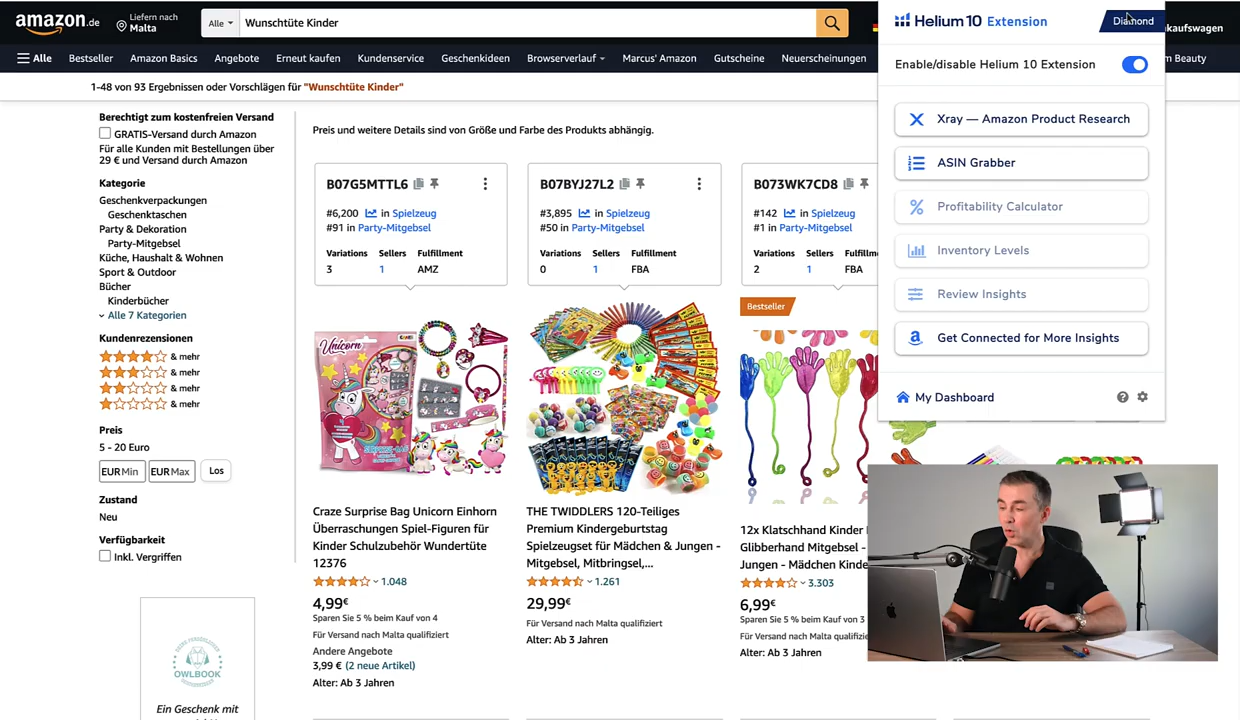 amazon.de
Liefern nach
Malta
Alle
Wunschtüte Kinder
Helium 10 Extension
Diamond
kaufswagen
Alle
Bestseller
Amazon Basics
Angebote
Erneut kaufen
Kundenservice
Geschenkideen
Browserverlauf
Marcus' Amazon
Gutscheine
Neuerscheinungen
m Beauty
Enable/disable Helium 10 Extension
1-48 von 93 Ergebnissen oder Vorschlägen für "Wunschtüte Kinder"
Berechtigt zum kostenfreien Versand
GRATIS-Versand durch Amazon
Für alle Kunden mit Bestellungen über
29 € und Versand durch Amazon
Kategorie
Geschenkverpackungen
Geschenktaschen
Party & Dekoration
Party-Mitgebsel
Küche, Haushalt & Wohnen
Sport & Outdoor
Bücher
Kinderbücher
Alle 7 Kategorien
Kundenrezensionen
& mehr
& mehr
& mehr
& mehr
Preis
5 - 20 Euro
EUR Min
EUR Max
Los
Zustand
Neu
Verfügbarkeit
Inkl. Vergriffen
OWLBOOK
Ein Geschenk mit
Preis und weitere Details sind von Größe und Farbe des Produkts abhängig.
B07G5MTTL6
#6,200 in Spielzeug
#91 in Party-Mitgebsel
Variations Sellers Fulfillment
3 1 AMZ
Unicorn
Craze Surprise Bag Unicorn Einhorn
Überraschungen Spiel-Figuren für
Kinder Schulzubehör Wundertüte
12376
1.048
4,99€
Sparen Sie 5 % beim Kauf von 4
Für Versand nach Malta qualifiziert
Andere Angebote
3,99 € (2 neue Artikel)
Alter: Ab 3 Jahren
B07BYJ27L2
#3,895 in Spielzeug
#50 in Party-Mitgebsel
Variations Sellers Fulfillment
0 1 FBA
THE TWIDDLERS 120-Teiliges
Premium Kindergeburtstag
Spielzeugset für Mädchen & Jungen -
Mitgebsel, Mitbringsel,...
1.261
29,99€
Für Versand nach Malta qualifiziert
Alter: Ab 3 Jahren
B073WK7CD8
#142 in Spielzeug
#1 in Party-Mitgebsel
Variations Sellers Fulfillm
2 1 FBA
Bestseller
12x Klatschhand Kinder
Glibberhand Mitgebsel -
Jungen - Mädchen Kinde
3.303
6,99€
Sparen Sie 5 % beim Kauf von 3
Für Versand nach Malta qualifizie
Alter: Ab 3 Jahren
Xray — Amazon Product Research
ASIN Grabber
Profitability Calculator
Inventory Levels
Review Insights
Get Connected for More Insights
My Dashboard